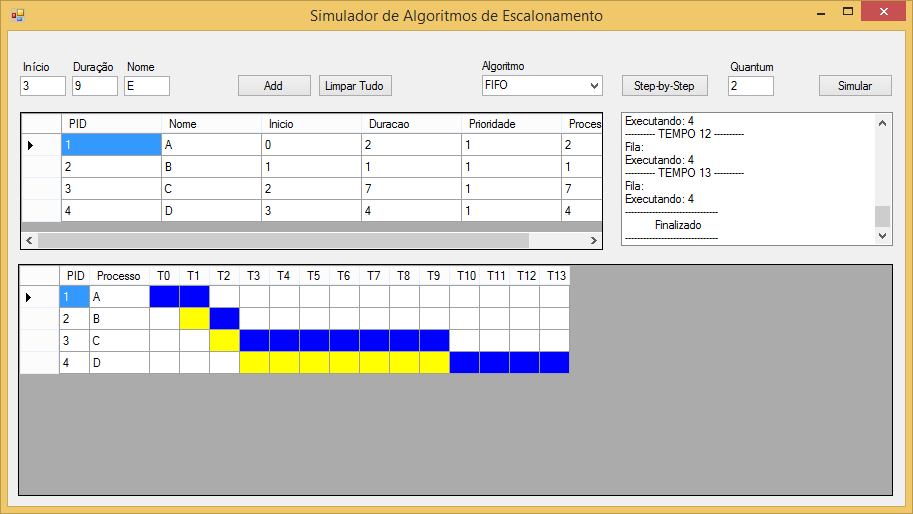 Simulador de Algoritmos de Escalonamento
Início Duração Nome Algoritmo Quantum
3 9 E Add Limpar Tudo FIFO Step-by-Step 2 Simular
PID Nome Inicio Duracao Prioridade Proces
1 A 0 2 1 2
2 B 1 1 1 1
3 C 2 7 1 7
4 D 3 4 1 4
Executando: 4
---------- TEMPO 12 ----------
Fila:
Executando: 4
---------- TEMPO 13 ----------
Fila:
Executando: 4
-------------------------------
Finalizado
-------------------------------
PID Processo T0 T1 T2 T3 T4 T5 T6 T7 T8 T9 T10 T11 T12 T13
1 A
2 B
3 C
4 D